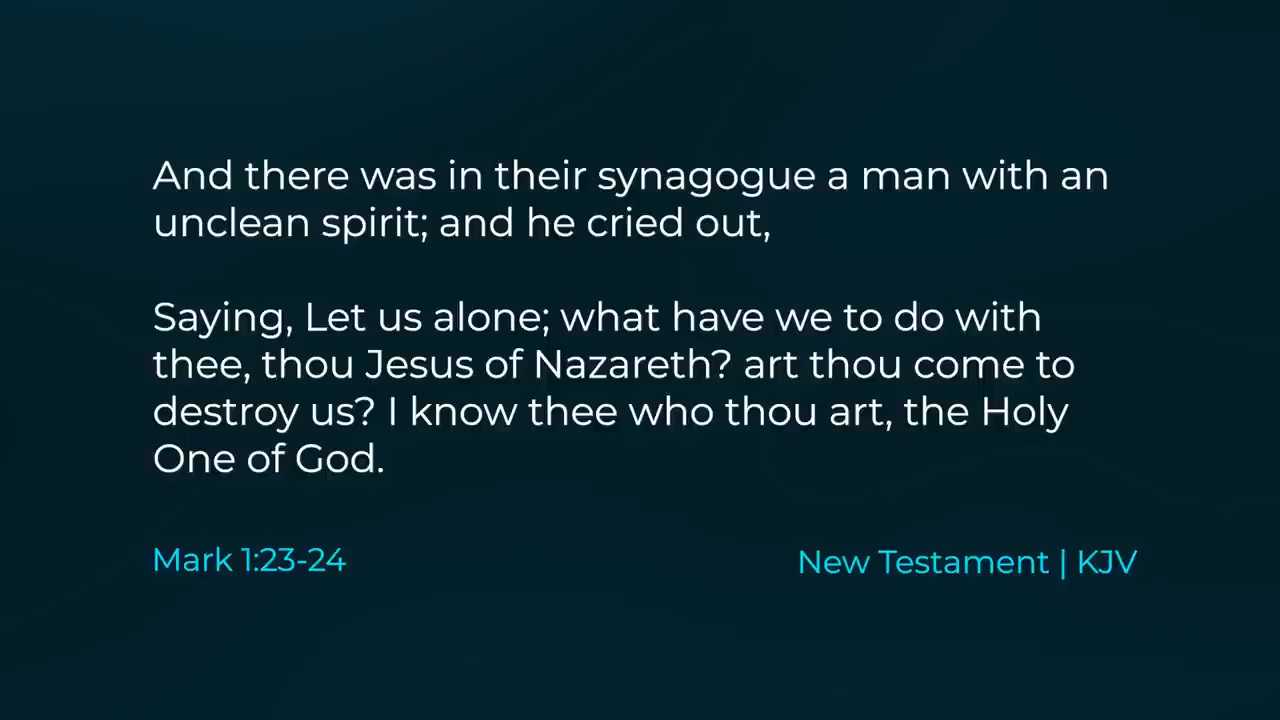 And there was in their synagogue a man with an
unclean spirit; and he cried out,
Saying, Let us alone; what have we to do with
thee, thou Jesus of Nazareth? art thou come to
destroy us? I know thee who thou art, the Holy
One of God.
Mark 1:23-24
New Testament | KJV